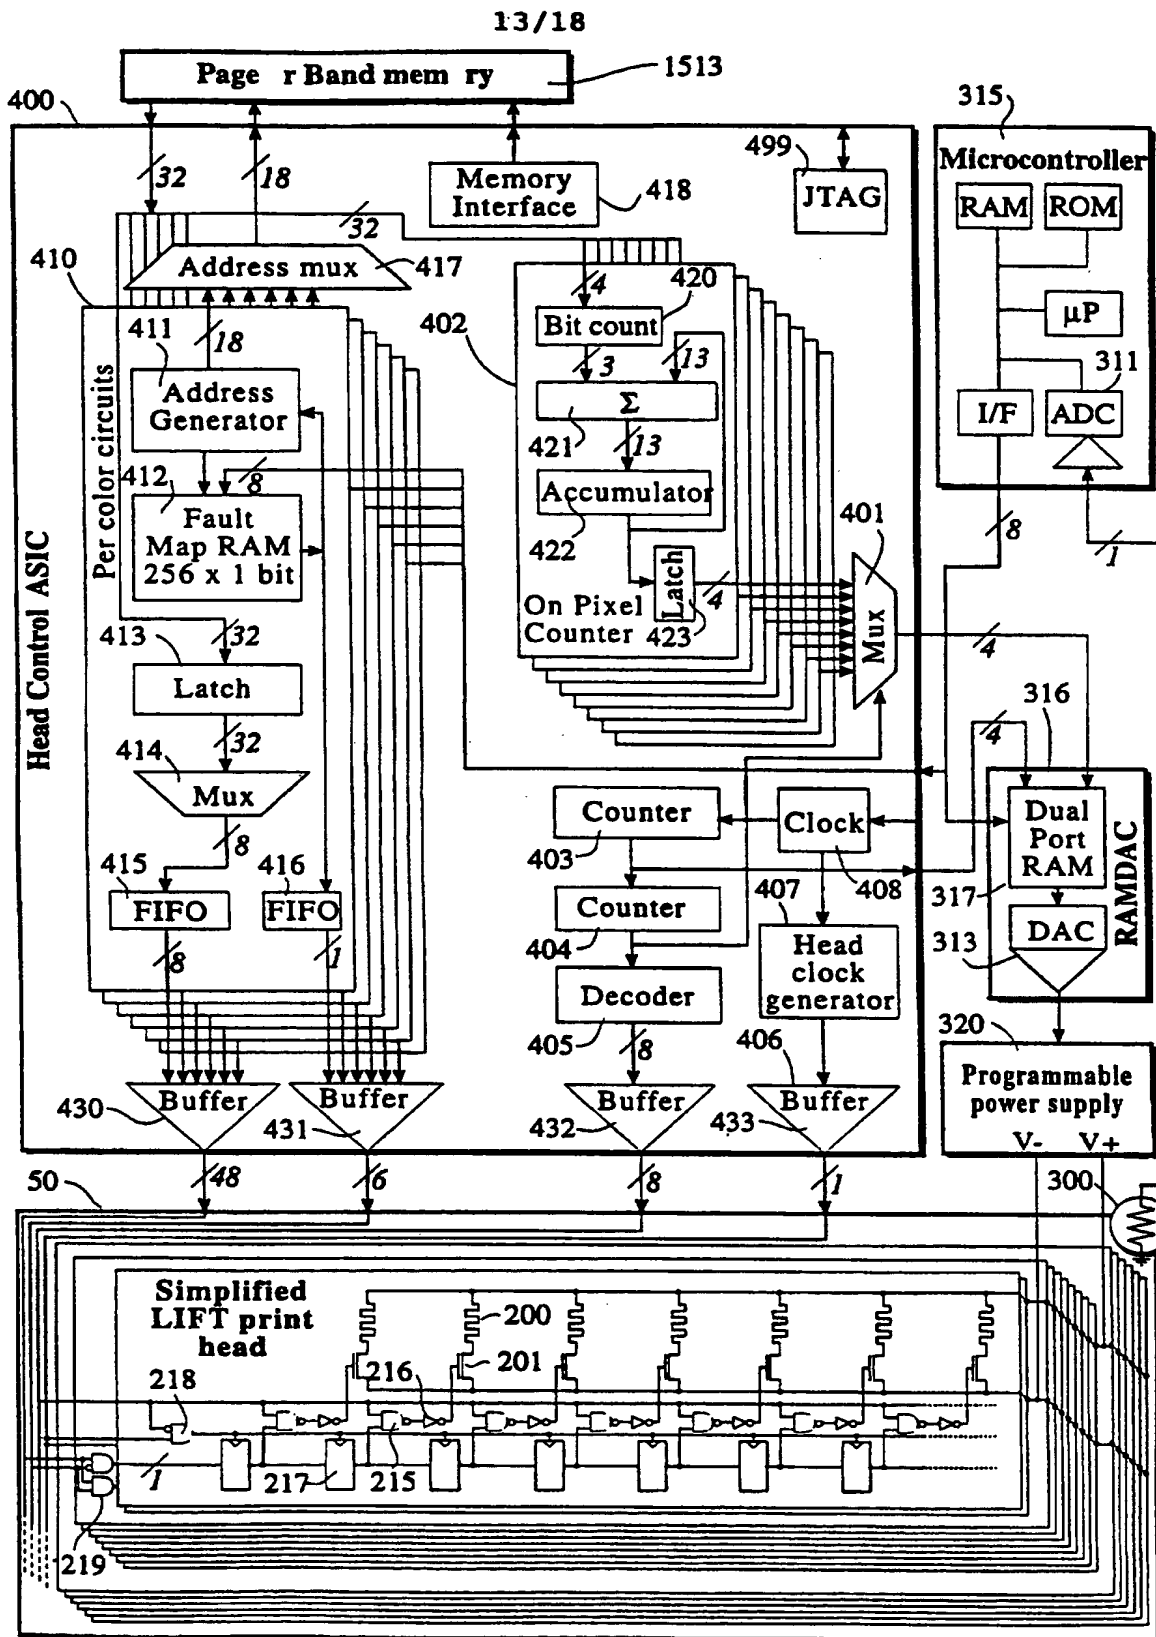 13/18
Page r Band mem ry
1513
400
315
32
18
Memory
Interface
418
499
JTAG
Microcontroller
RAM
ROM
32
410
Address mux
417
4
420
402
Bit count
µP
411
18
3
13
311
Per color circuits
Address
Generator
Σ
421
13
I/F
ADC
412
8
Accumulator
422
401
8
1
Fault
Map RAM
256 x 1 bit
Head Control ASIC
Latch
4
423
On Pixel
Counter
Mux
4
413
32
Latch
316
4
32
414
Mux
8
Counter
403
Clock
408
Dual
Port
RAM
317
RAMDAC
415
FIFO
416
FIFO
Counter
404
407
Head
clock
generator
DAC
313
8
1
Decoder
405
8
406
320
Programmable
power supply
V-
V+
Buffer
430
Buffer
431
Buffer
432
Buffer
433
48
6
8
1
50
300
Simplified
LIFT print
head
200
201
216
218
1
217
215
219